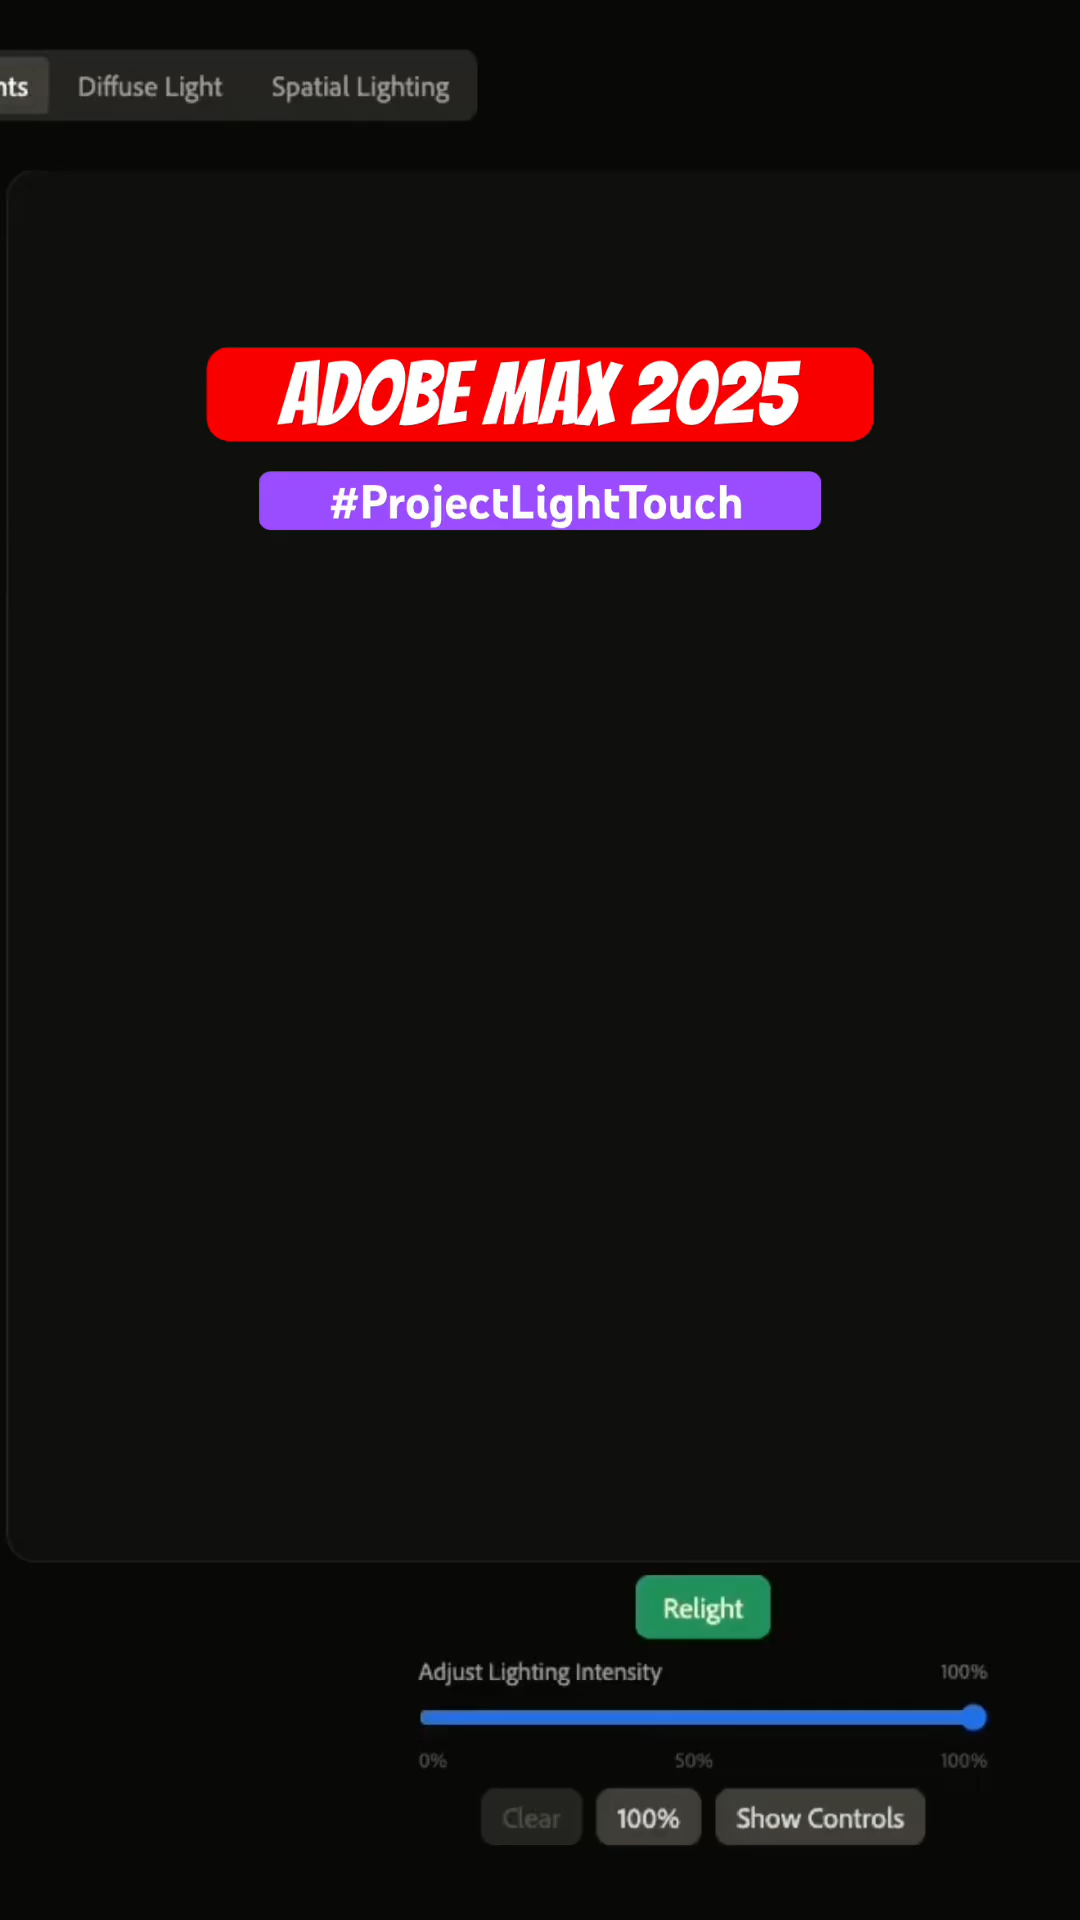 Diffuse Light Spatial Lighting
ADOBE MAX 2025
#ProjectLightTouch
Relight
Adjust Lighting Intensity 100%
0% 50% 100%
Clear 100% Show Controls